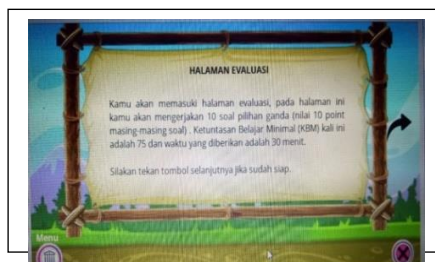 HALAMAN EVALUASI
Kamu akan memasuki halaman evaluasi, pada halaman ini
kamu akan mengerjakan 10 soal pilihan ganda (nilai 10 point
masing-masing soal) . Ketuntasan Belajar Minimal (KBM) kali ini
adalah 75 dan waktu yang diberikan adalah 30 menit.
Silakan tekan tombol selanjutnya jika sudah siap.
Menu